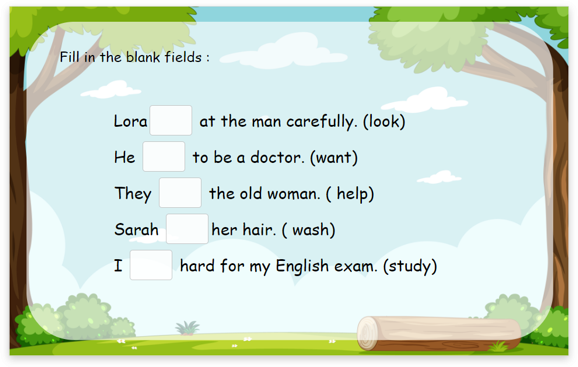 Fill in the blank fields :
Lora at the man carefully. (look)
He to be a doctor. (want)
They the old woman. ( help)
Sarah her hair. ( wash)
I hard for my English exam. (study)